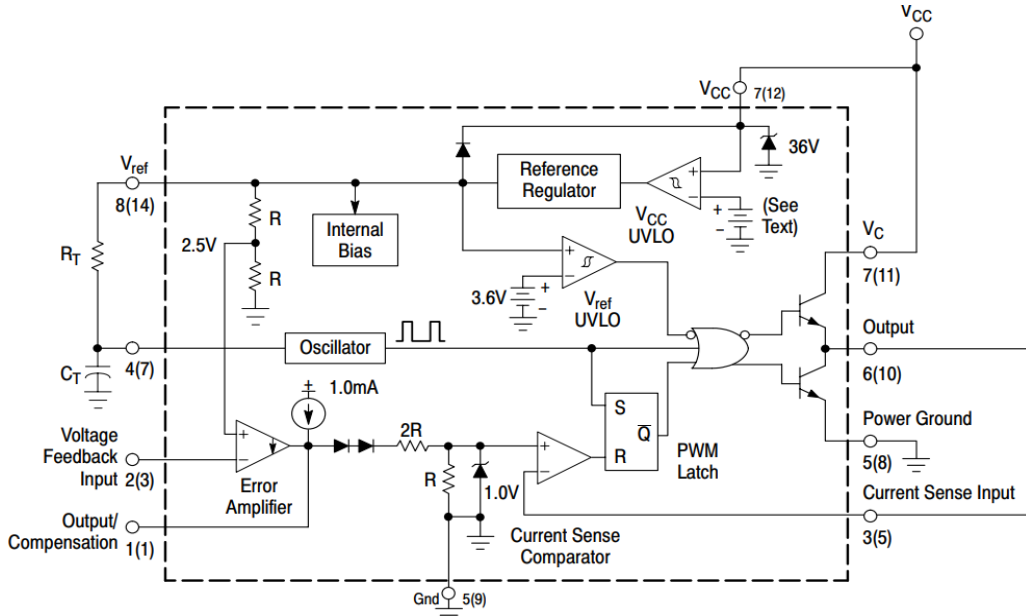 VCC
VCC
7(12)
36V
Vref
8(14)
Reference
Regulator
+
−
VCC
UVLO
+
−
(See
Text)
R
Internal
Bias
2.5V
RT
R
VC
7(11)
+
−
3.6V
+
−
Vref
UVLO
Output
6(10)
Oscillator
4(7)
CT
1.0mA
+
S
Q
R
PWM
Latch
Power Ground
5(8)
Voltage
Feedback
Input
2(3)
+
−
Error
Amplifier
2R
R
1.0V
+
−
Current Sense Input
3(5)
Output/
Compensation
1(1)
Current Sense
Comparator
Gnd
5(9)